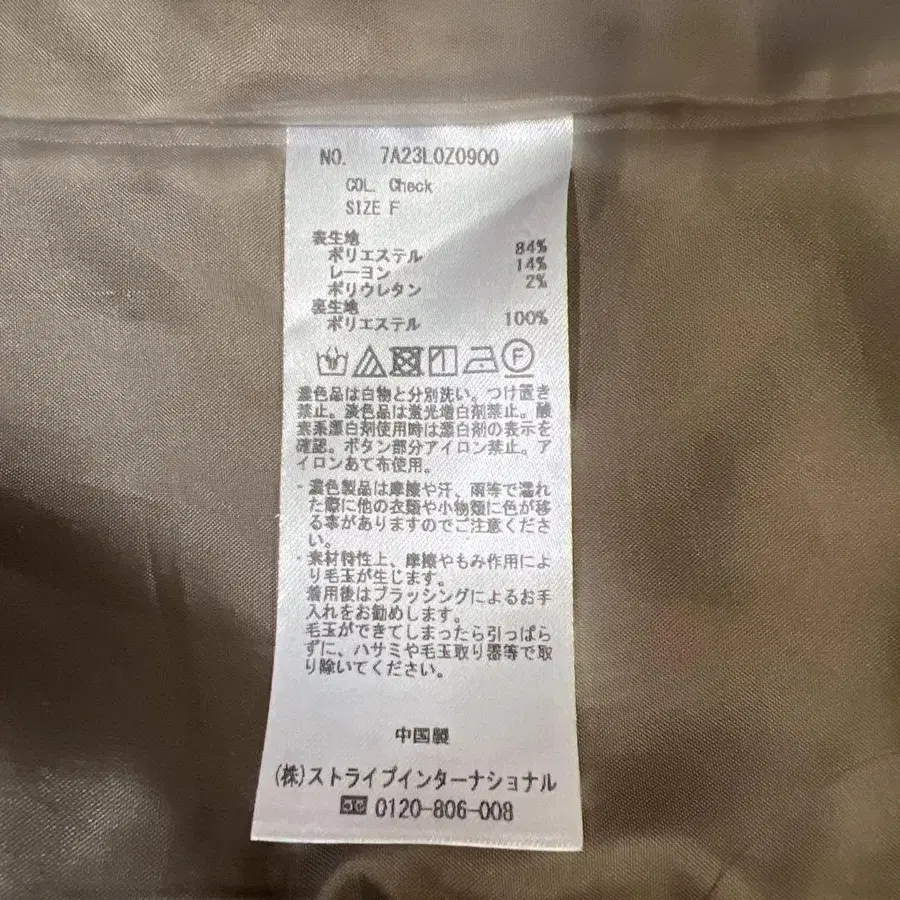 NO. 7A23L0Z0900
COL. Check
SIZE F
表生地
ポリエステル 84%
レーヨン 14%
ポリウレタン 2%
裏生地
ポリエステル 100%
F
濃色品は白物と分別洗い。つけ置き
禁止。淡色品は蛍光増白剤禁止。酸
素系漂白剤使用時は漂白剤の表示を
確認。ボタン部分アイロン禁止。ア
イロンあて布使用。
・濃色製品は摩擦や汗、雨等で濡れ
た際に他の衣類や小物類に色が移
る事がありますのでご注意くださ
い。
・素材特性上、摩擦やもみ作用によ
り毛玉が生じます。
着用後はブラッシングによるお手
入れをお勧めします。
毛玉ができてしまったら引っぱら
ずに、ハサミや毛玉取り器等で取
り除いてください。
中国製
(株)ストライプインターナショナル
0120-806-008